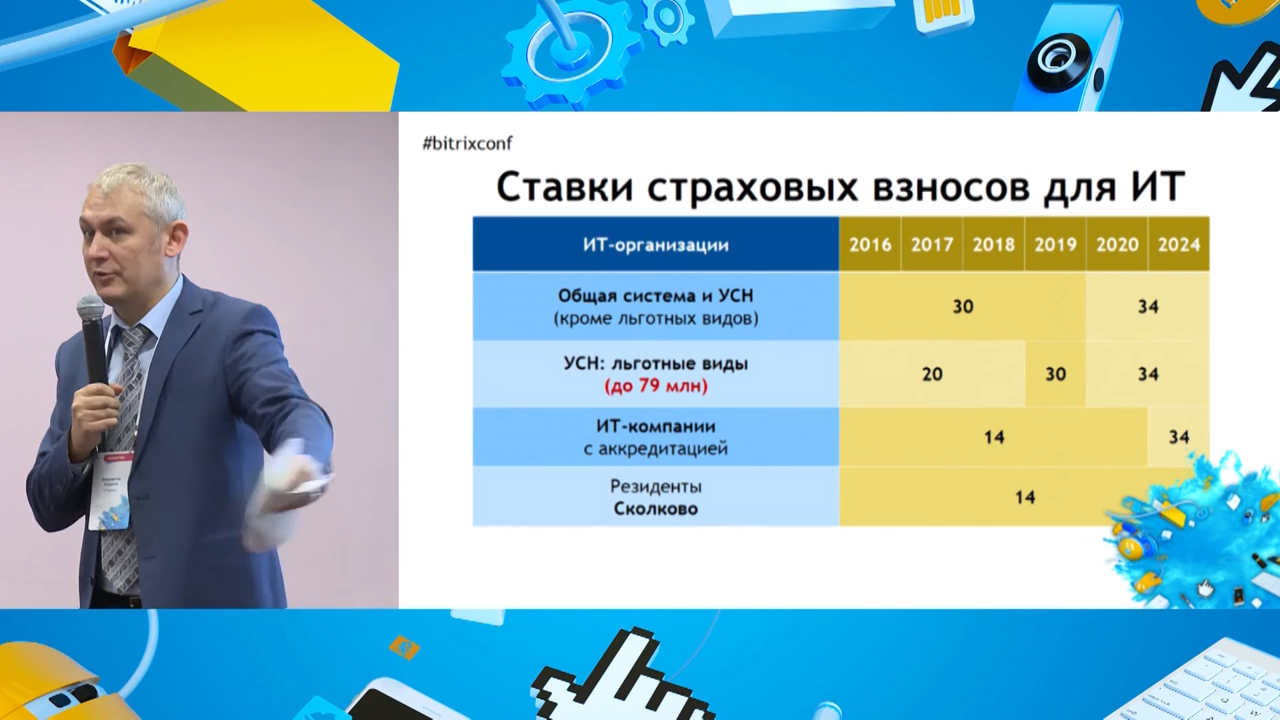 #bitrixconf
Ставки страховых взносов для ИТ
ИТ-организации 2016 2017 2018 2019 2020 2024
Общая система и УСН
(кроме льготных видов)
30 34
УСН: льготные виды
(до 79 млн)
20 30 34
ИТ-компании
с аккредитацией
14 34
Резиденты
Сколково
14